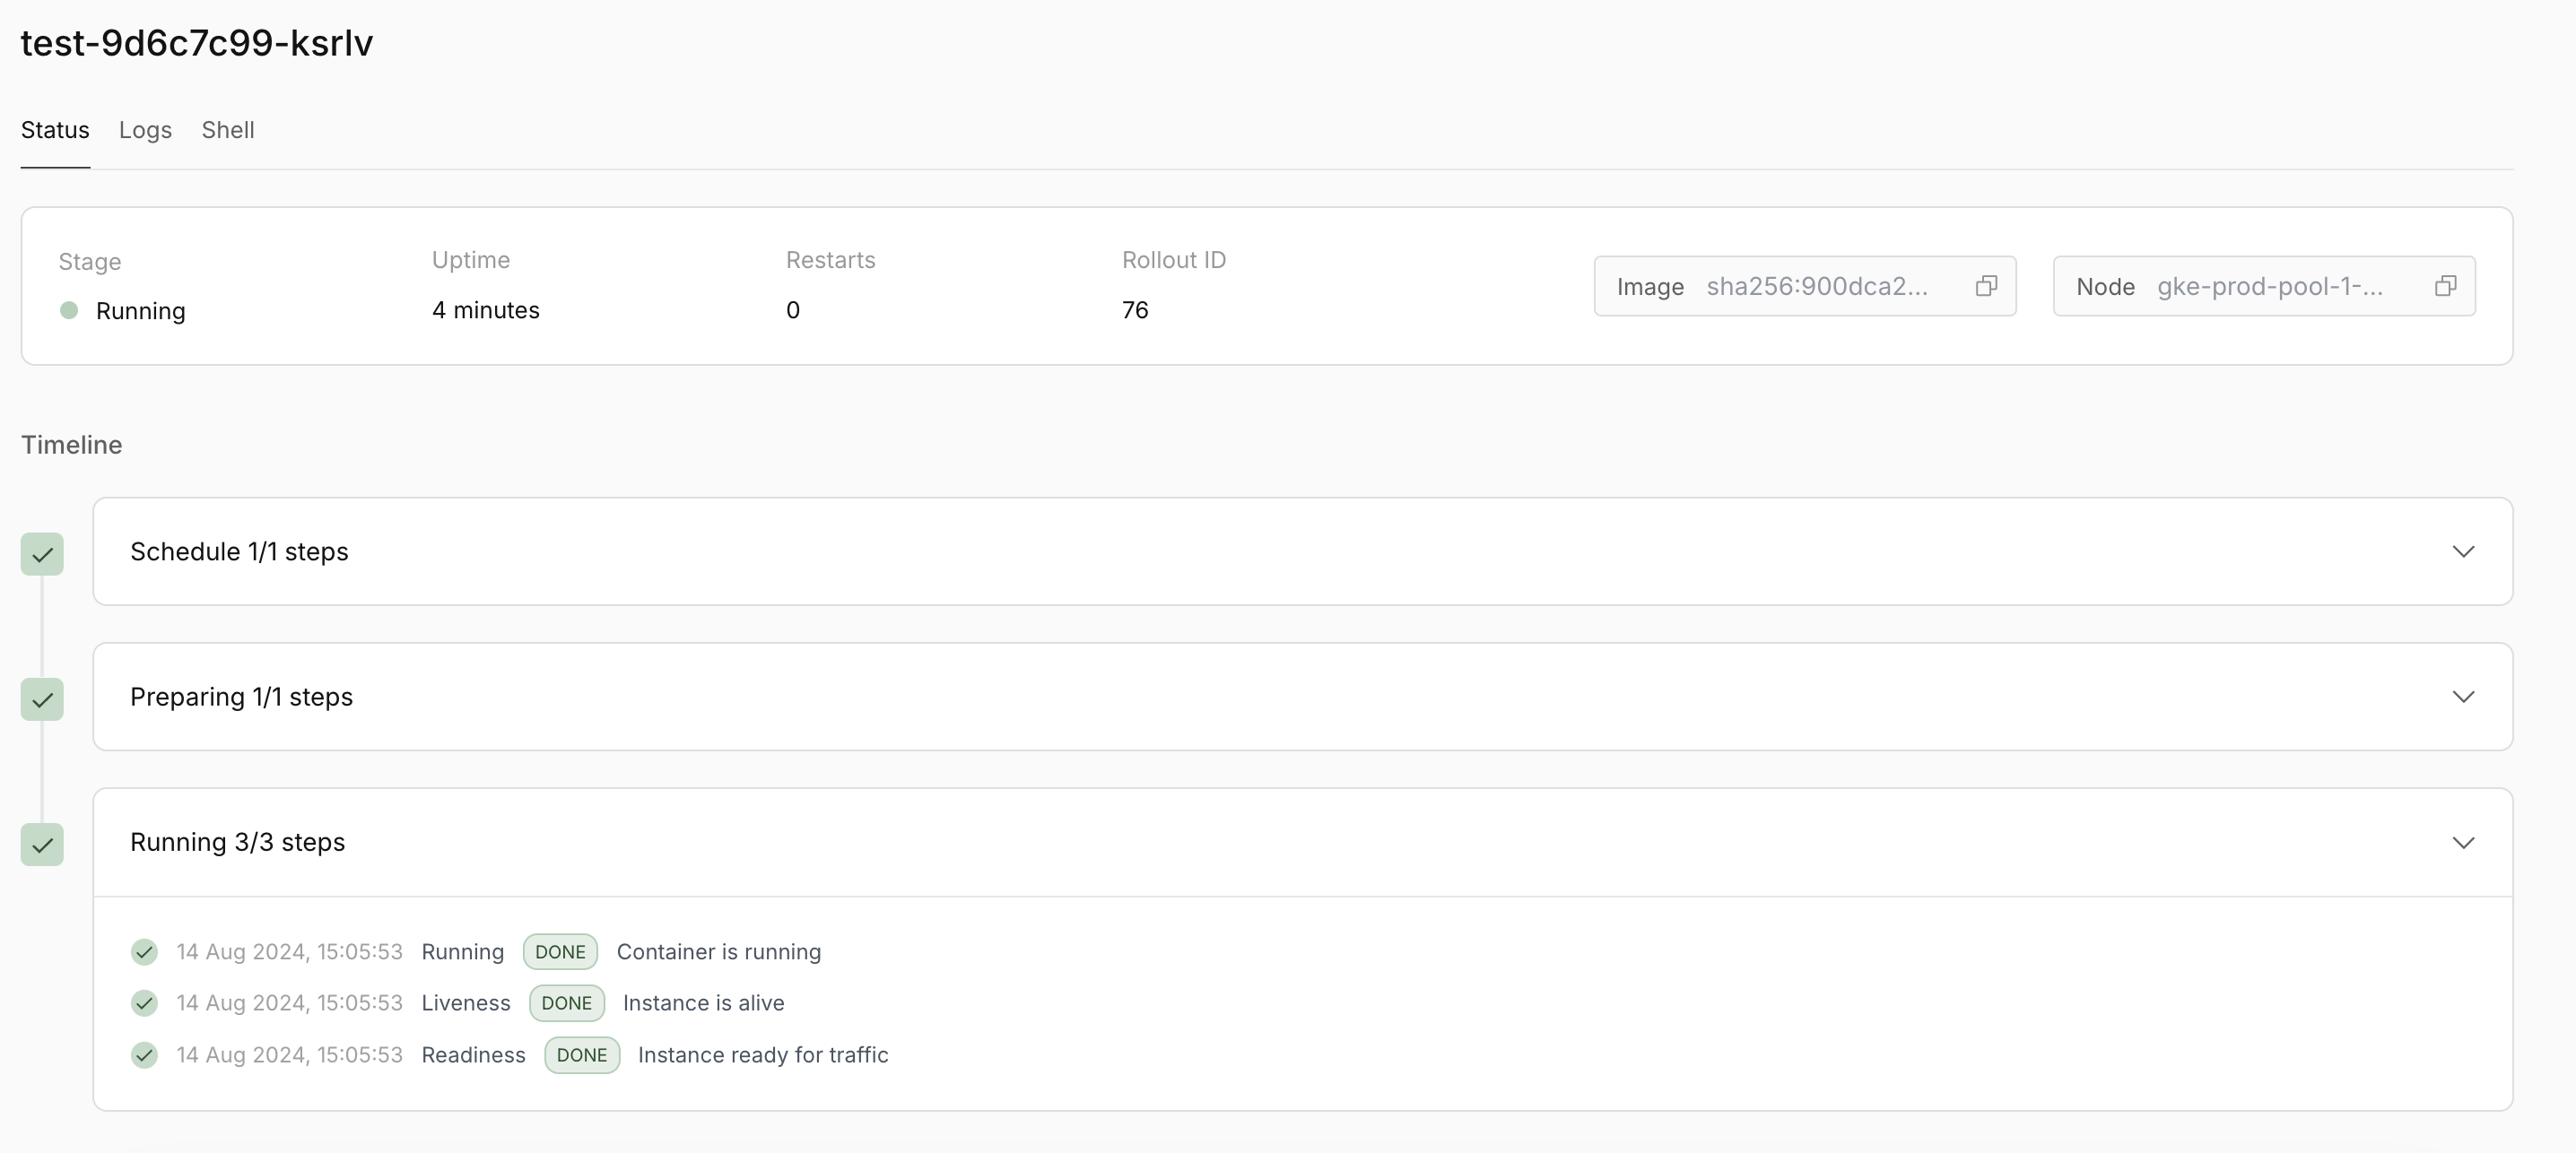 test-9d6c7c99-ksrlv
Status Logs Shell
Stage Uptime Restarts Rollout ID
Running 4 minutes 0 76
Image sha256:900dca2... Node gke-prod-pool-1-...
Timeline
Schedule 1/1 steps
Preparing 1/1 steps
Running 3/3 steps
14 Aug 2024, 15:05:53 Running DONE Container is running
14 Aug 2024, 15:05:53 Liveness DONE Instance is alive
14 Aug 2024, 15:05:53 Readiness DONE Instance ready for traffic